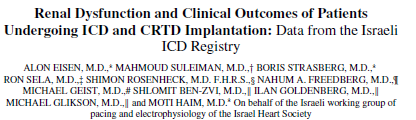 Renal Dysfunction and Clinical Outcomes of Patients
Undergoing ICD and CRTD Implantation: Data from the Israeli
ICD Registry
ALON EISEN, M.D.,* MAHMOUD SULEIMAN, M.D.,† BORIS STRASBERG, M.D.,*
RON SELA, M.D.,‡ SHIMON ROSENHECK, M.D. F.H.R.S.,§ NAHUM A. FREEDBERG, M.D.,¶
MICHAEL GEIST, M.D.,# SHLOMIT BEN-ZVI, M.D.,∥ ILAN GOLDENBERG, M.D.,∥
MICHAEL GLIKSON, M.D.,∥ and MOTI HAIM, M.D.* On behalf of the Israeli working group of
pacing and electrophysiology of the Israel Heart Society